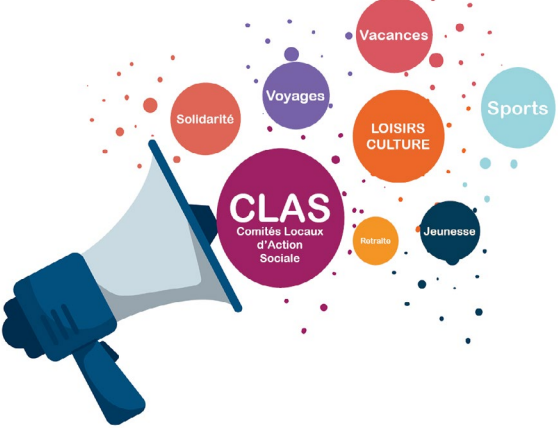 Vacances
Voyages
Sports
Solidarité
LOISIRS
CULTURE
CLAS
Comités Locaux
d'Action
Sociale
Retraite
Jeunesse